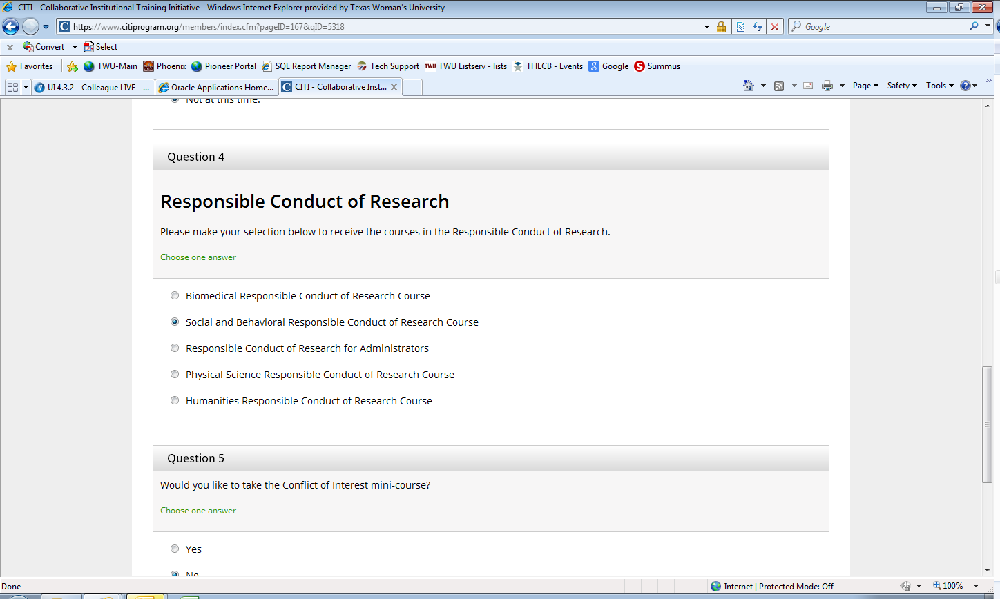 CITI - Collaborative Institutional Training Initiative - Windows Internet Explorer provided by Texas Woman's University
https://www.citiprogram.org/members/index.cfm?pageID=167&qID=5318
Google
x Convert Select
Favorites TWU-Main Phoenix Pioneer Portal SQL Report Manager Tech Support TWU TWU Listserv - lists THECB - Events Google Summus
UI 4.3.2 - Colleague LIVE - ... Oracle Applications Home... CITI - Collaborative Inst... Page Safety Tools
Not at this time.
Question 4
Responsible Conduct of Research
Please make your selection below to receive the courses in the Responsible Conduct of Research.
Choose one answer
Biomedical Responsible Conduct of Research Course
Social and Behavioral Responsible Conduct of Research Course
Responsible Conduct of Research for Administrators
Physical Science Responsible Conduct of Research Course
Humanities Responsible Conduct of Research Course
Question 5
Would you like to take the Conflict of Interest mini-course?
Choose one answer
Yes
No
Done Internet | Protected Mode: Off 100%